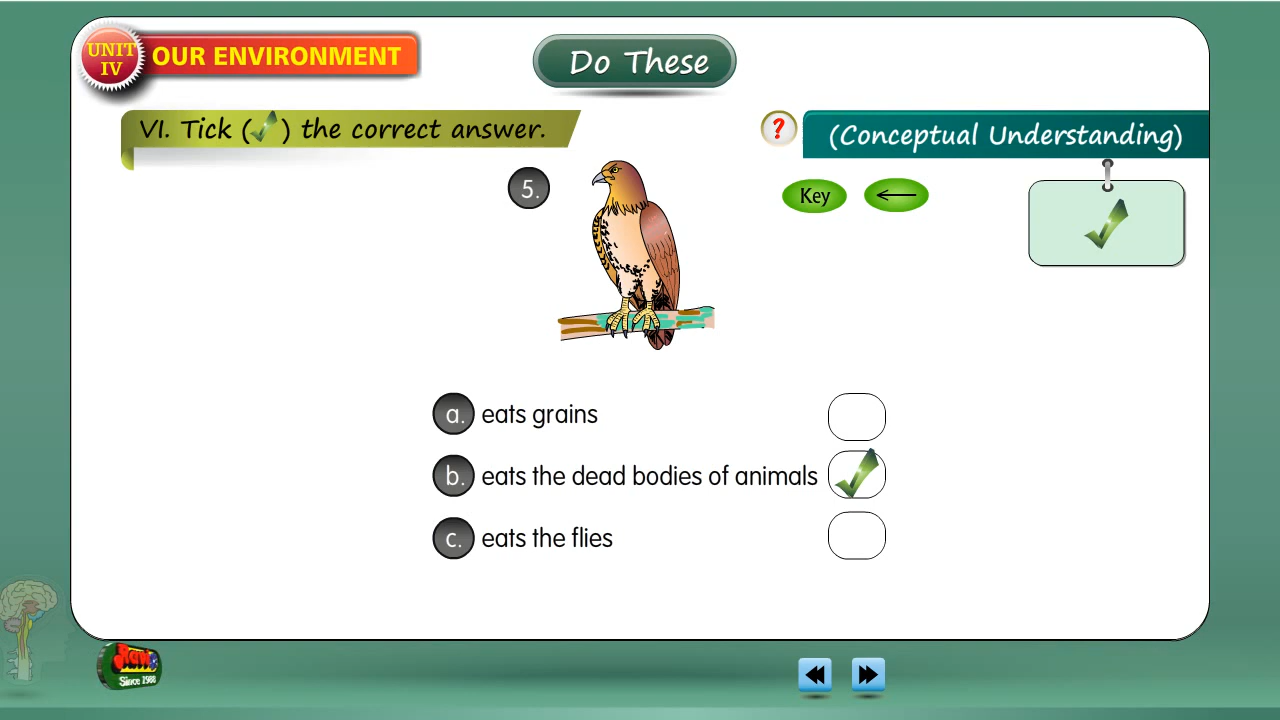 UNIT
IV
OUR ENVIRONMENT
Do These
VI. Tick (✓) the correct answer.
?
(Conceptual Understanding)
5.
Key
a. eats grains
b. eats the dead bodies of animals
c. eats the flies
Since 1988